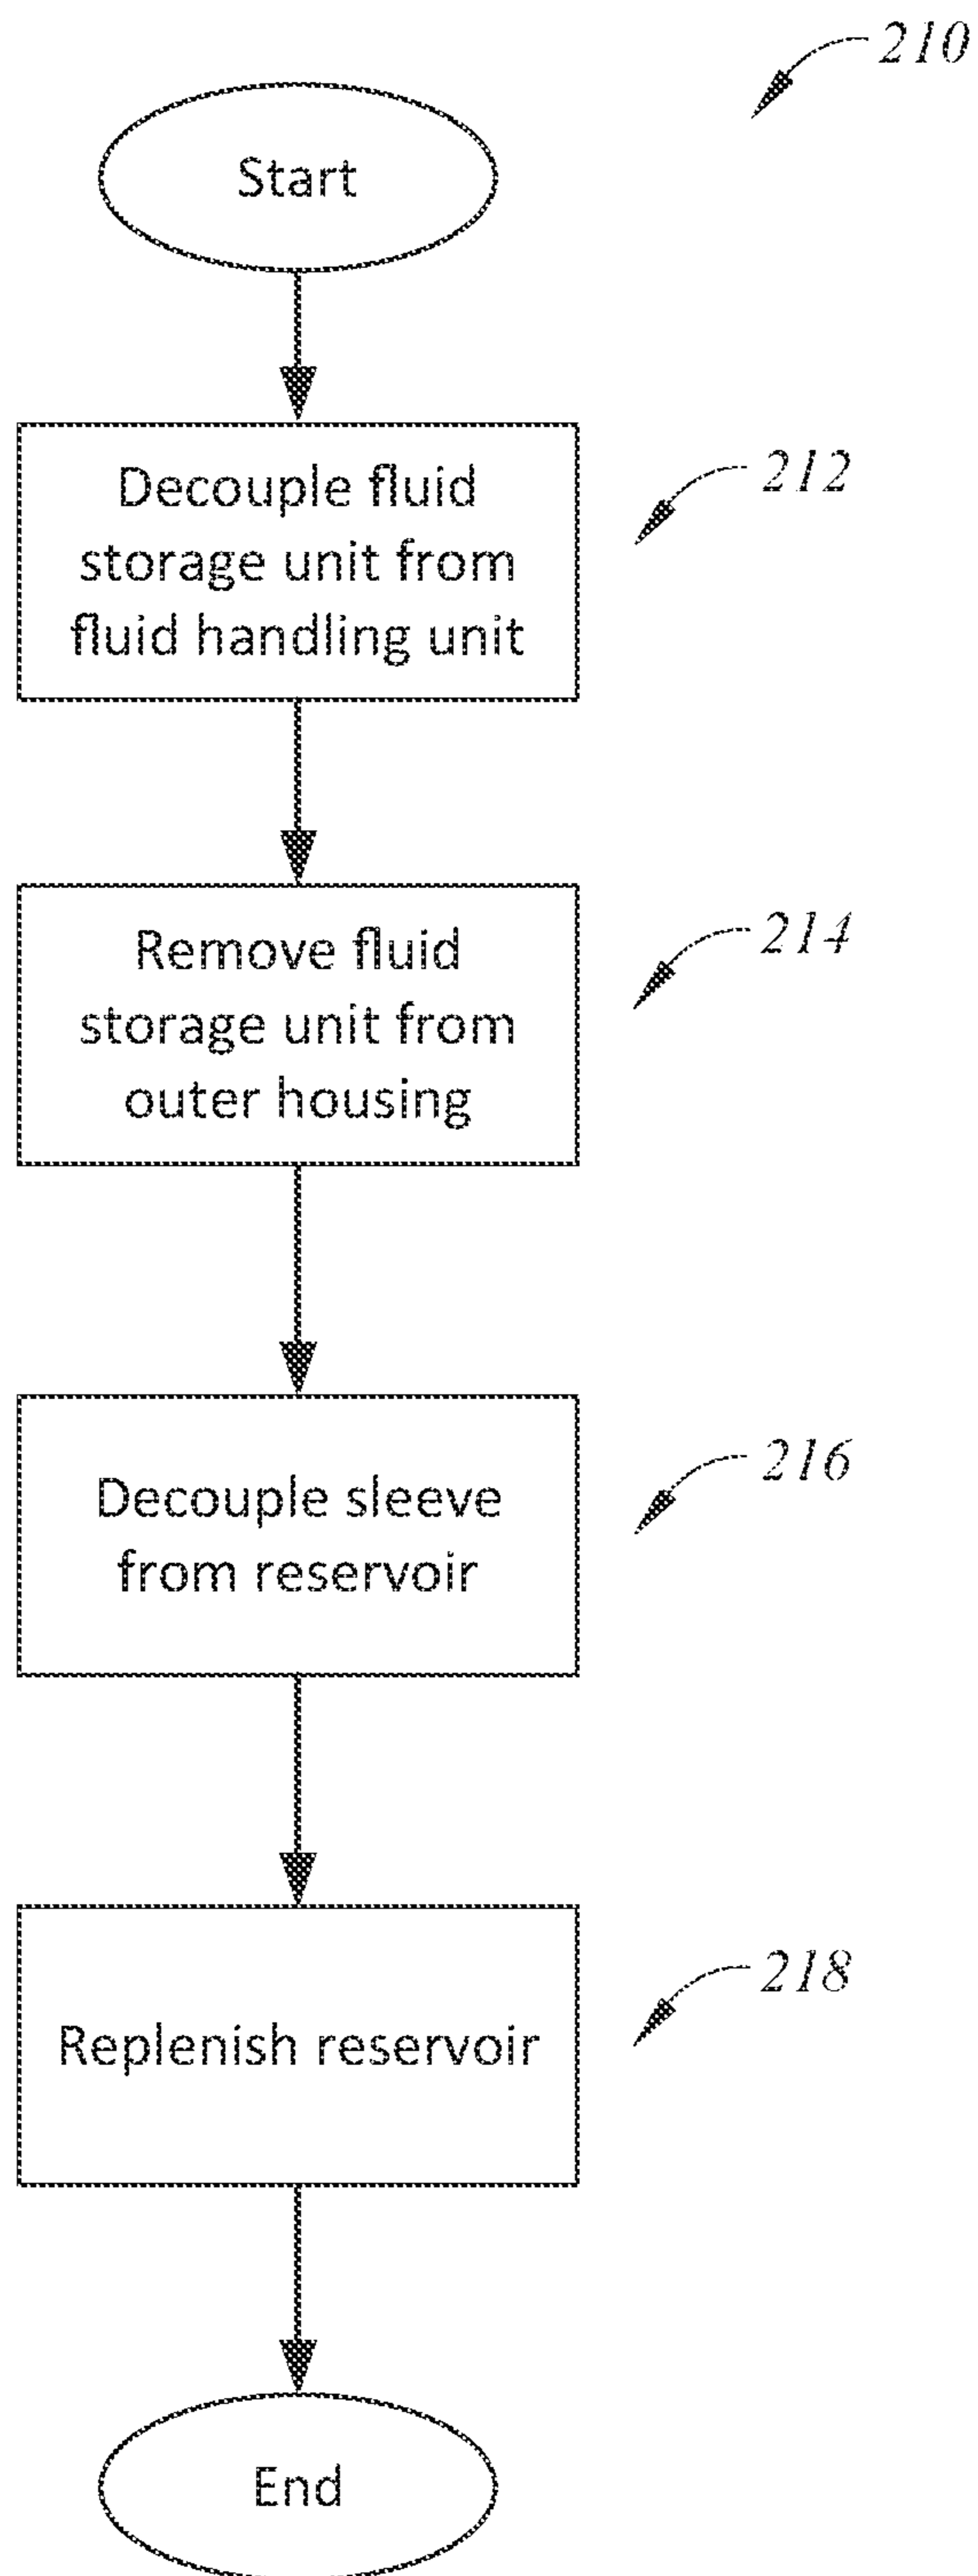 210
Start
Decouple fluid
storage unit from
fluid handling unit
212
Remove fluid
storage unit from
outer housing
214
Decouple sleeve
from reservoir
216
Replenish reservoir
218
End